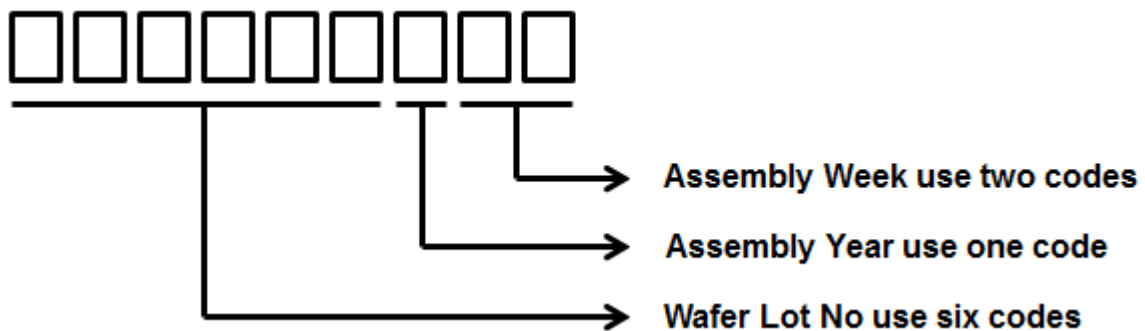 Assembly Week use two codes
Assembly Year use one code
Wafer Lot No use six codes